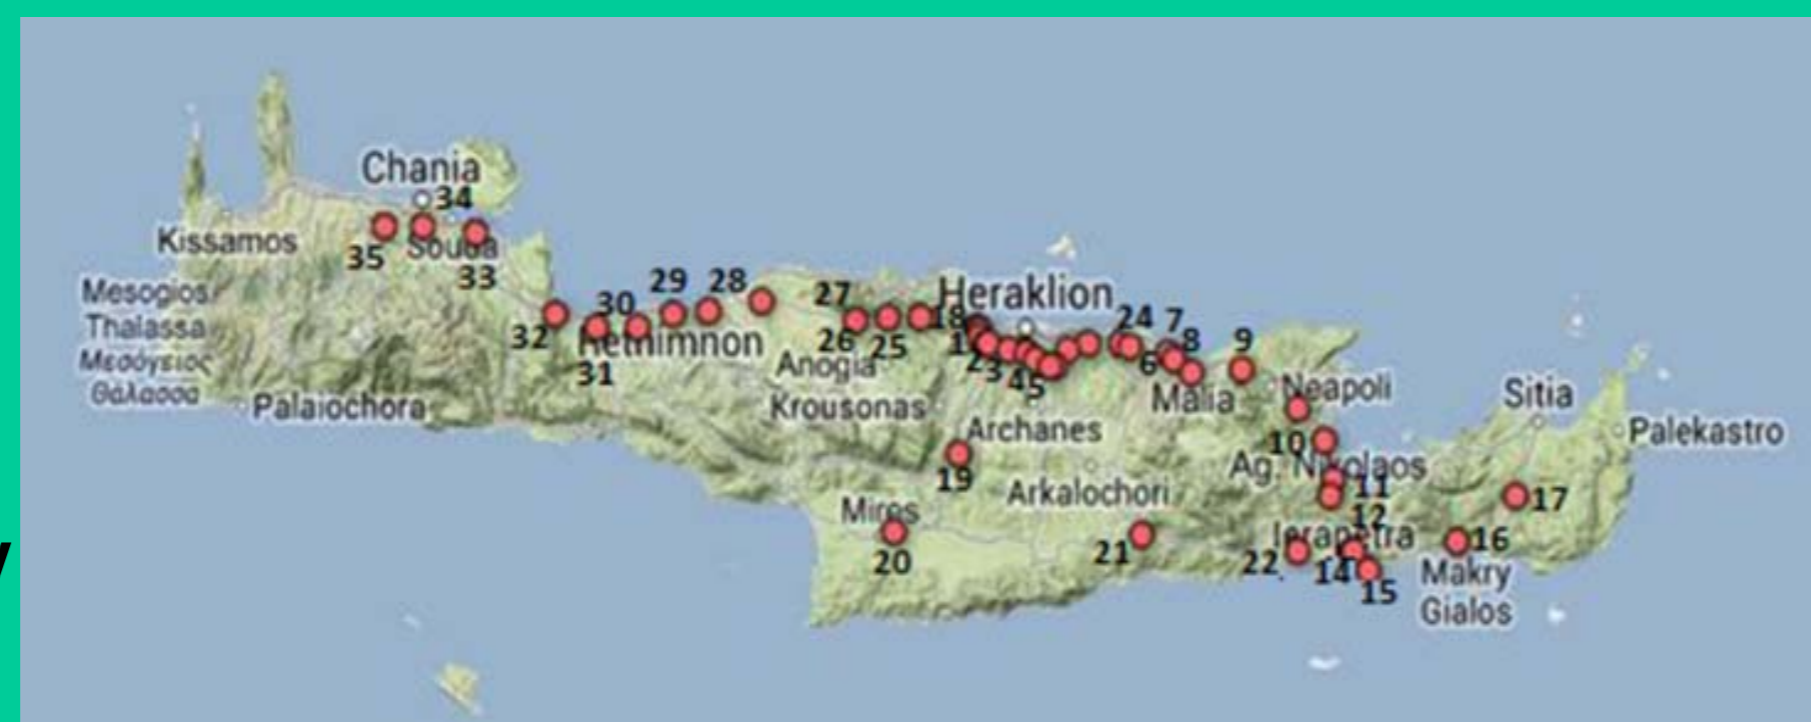 Chania
34
Kissamos
35
Souda
33
Mesogios
Thalassa
Μεσόγειος
Θάλασσα
Palaiochora
32
30
29
28
Rethimnon
31
27
26
25
Anogia
Krousonas
Heraklion
18
1
2
3
4
5
24
7
8
6
9
Malia
Neapoli
10
Ag. Nikolaos
11
12
Sitia
Palekastro
Archanes
19
Arkalochori
Mires
20
21
22
Ierapetra
14
15
16
17
Makry
Gialos
y